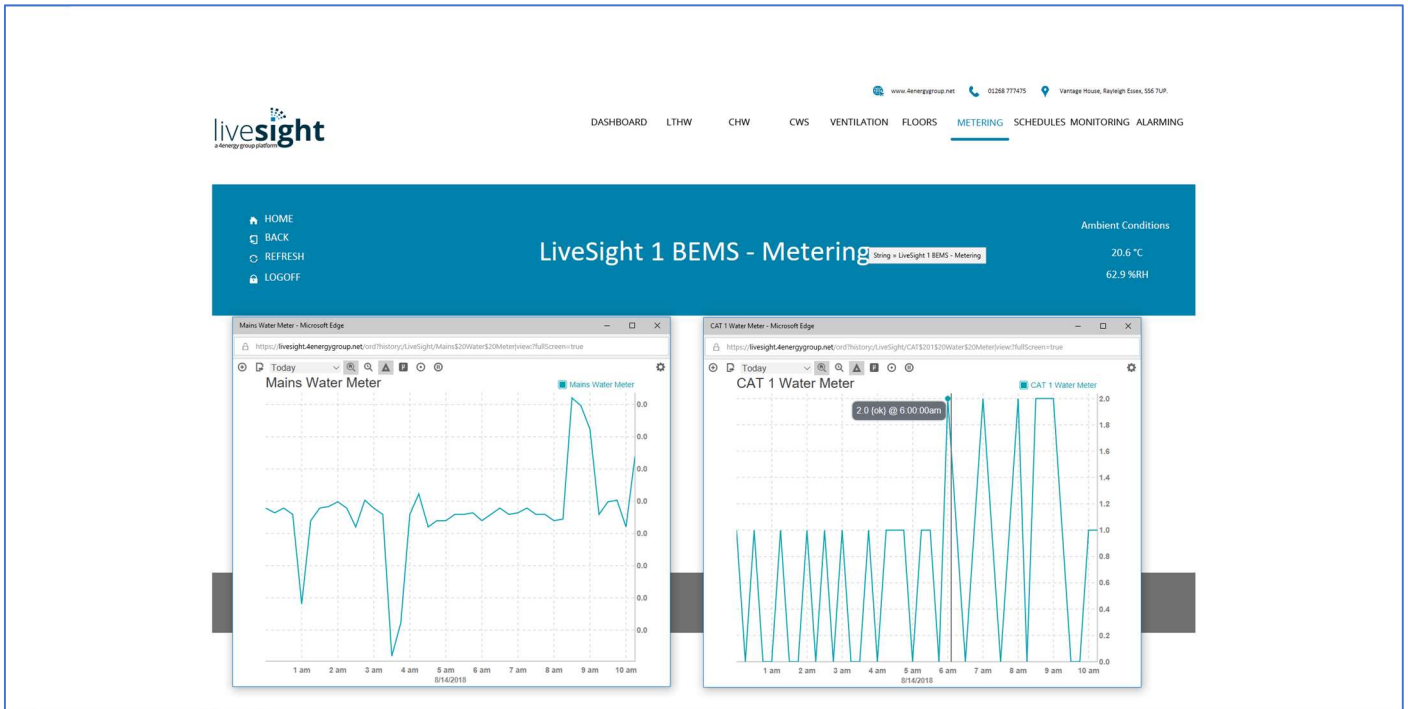 www.4energygroup.net 01268 777475 Vantage House, Rayleigh Essex, SS6 7UP.
livesight
a 4energy group platform
DASHBOARD LTHW CHW CWS VENTILATION FLOORS METERING SCHEDULES MONITORING ALARMING
HOME
BACK
REFRESH
LOGOFF
LiveSight 1 BEMS - Metering
String = LiveSight 1 BEMS - Metering
Ambient Conditions
20.6 °C
62.9 %RH
Mains Water Meter - Microsoft Edge
https://livesight.4energygroup.net/ord?history:/LiveSight/Mains$20Water$20Meter|view:?fullScreen=true
Today
Mains Water Meter
Mains Water Meter
0.0
0.0
0.0
0.0
0.0
0.0
0.0
0.0
1 am 2 am 3 am 4 am 5 am 6 am 7 am 8 am 9 am 10 am
8/14/2018
CAT 1 Water Meter - Microsoft Edge
https://livesight.4energygroup.net/ord?history:/LiveSight/CAT$201$20Water$20Meter|view:?fullScreen=true
Today
CAT 1 Water Meter
CAT 1 Water Meter
2.0 {ok} @ 6:00:00am
2.0
1.8
1.6
1.4
1.2
1.0
0.8
0.6
0.4
0.2
0.0
1 am 2 am 3 am 4 am 5 am 6 am 7 am 8 am 9 am 10 am
8/14/2018